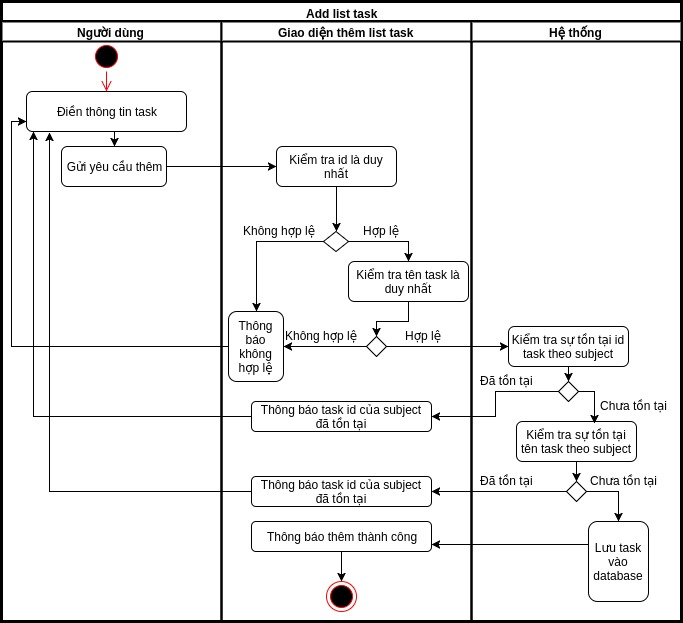 Add list task
Người dùng
Giao diện thêm list task
Hệ thống
Điền thông tin task
Gửi yêu cầu thêm
Kiểm tra id là duy
nhất
Không hợp lệ
Hợp lệ
Kiểm tra tên task là
duy nhất
Thông
báo
không
hợp lệ
Không hợp lệ
Hợp lệ
Kiểm tra sự tồn tại id
task theo subject
Đã tồn tại
Chưa tồn tại
Thông báo task id của subject
đã tồn tại
Kiểm tra sự tồn tại
tên task theo subject
Đã tồn tại
Chưa tồn tại
Thông báo task id của subject
đã tồn tại
Thông báo thêm thành công
Lưu task
vào
database